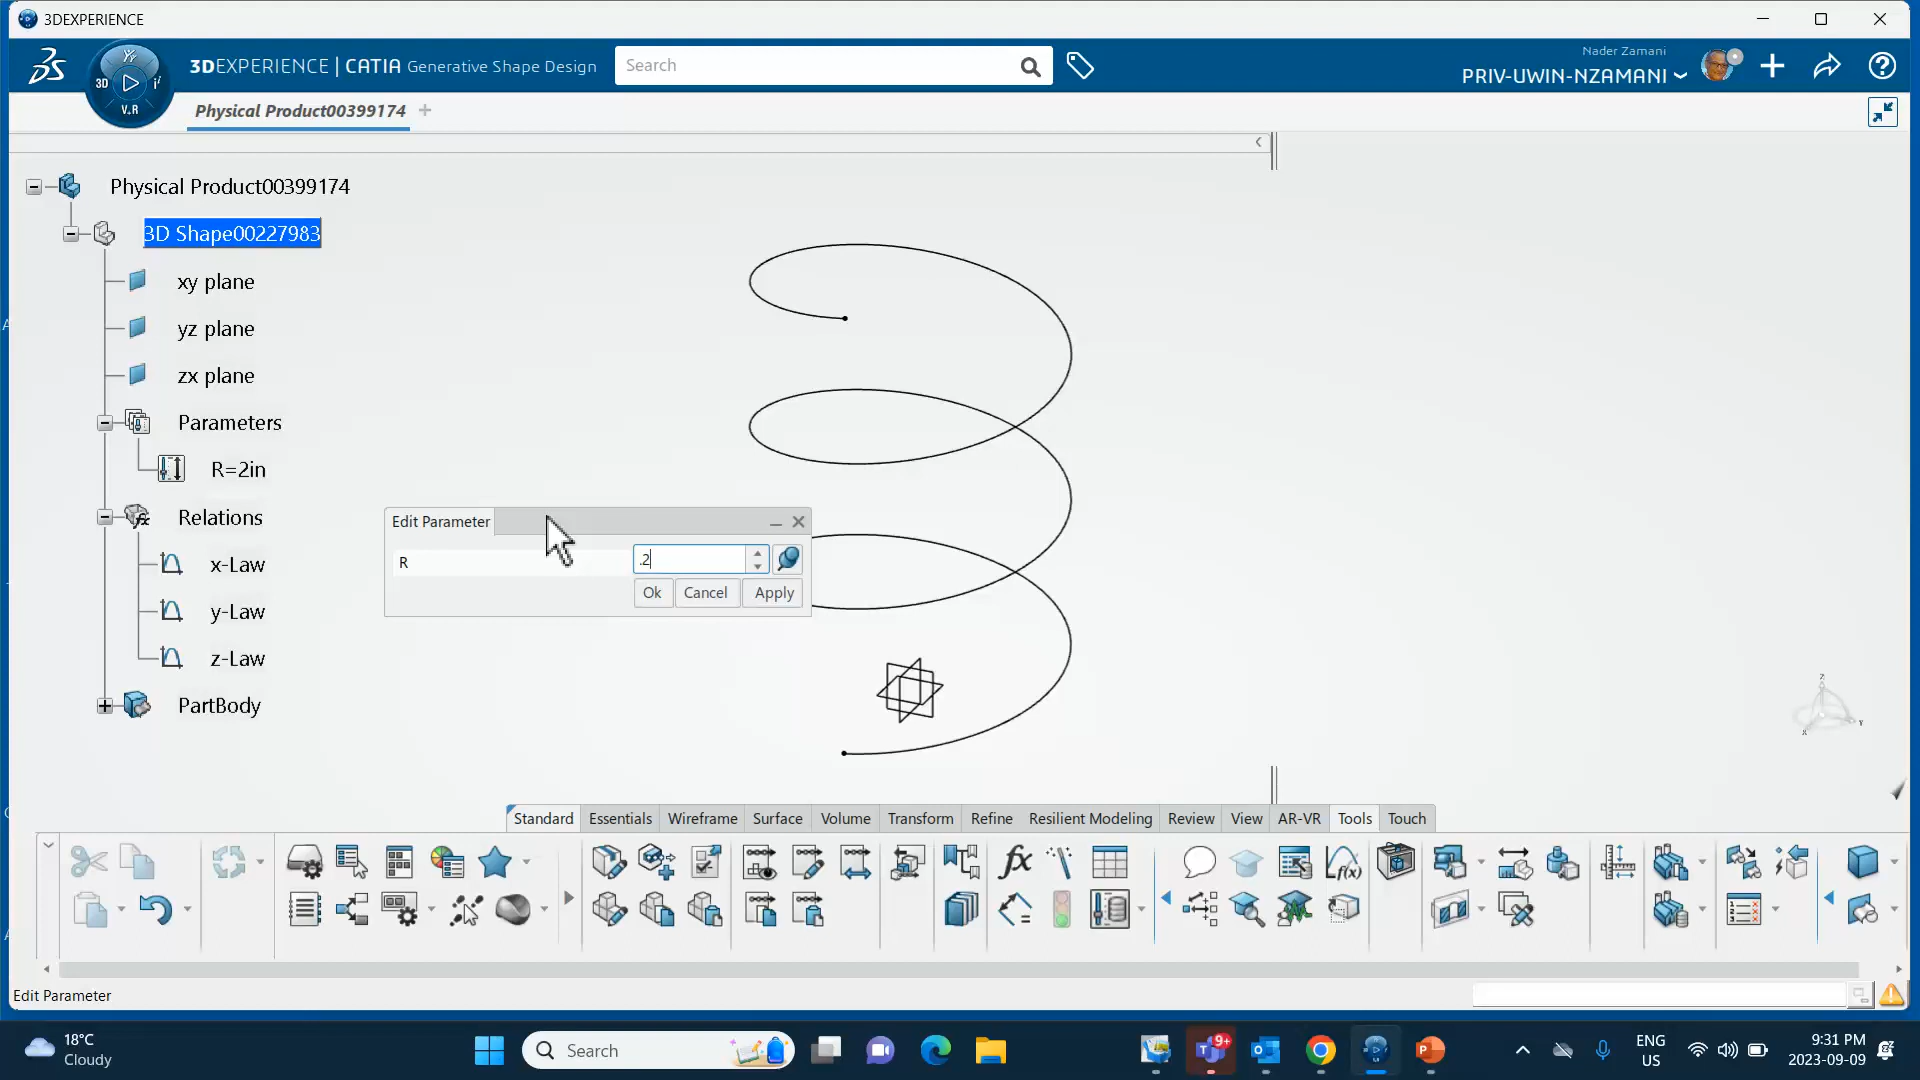 3DEXPERIENCE
3DEXPERIENCE | CATIA Generative Shape Design
Search
Nader Zamani
PRIV-UWIN-NZAMANI
3D
V.R
Physical Product00399174
Physical Product00399174
3D Shape00227983
xy plane
yz plane
zx plane
Parameters
R=2in
Relations
x-Law
y-Law
z-Law
PartBody
Edit Parameter
R
.2
Ok
Cancel
Apply
z
x
y
Standard
Essentials
Wireframe
Surface
Volume
Transform
Refine
Resilient Modeling
Review
View
AR-VR
Tools
Touch
Edit Parameter
18°C
Cloudy
Search
9+
ENG
US
9:31 PM
2023-09-09